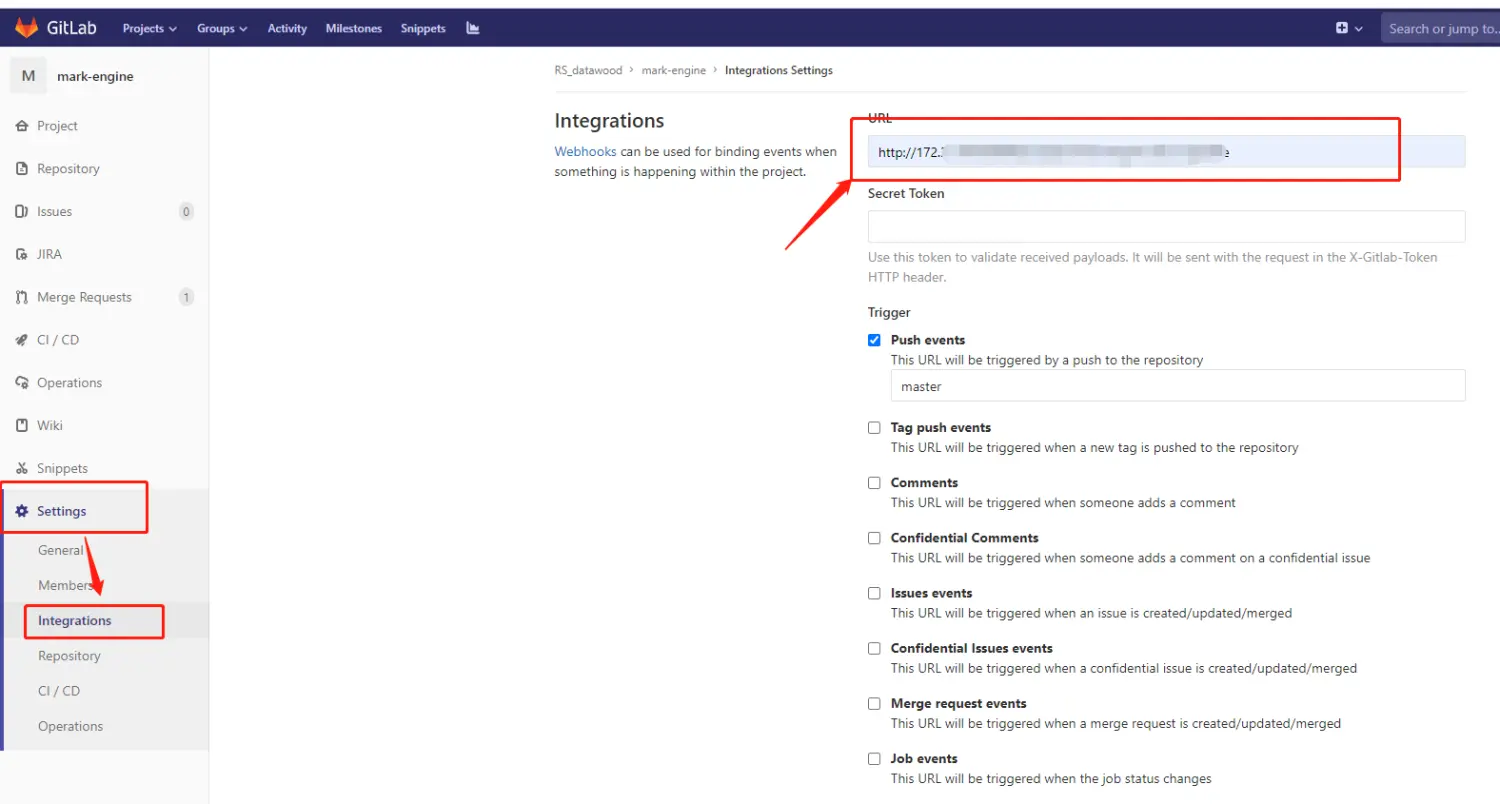 GitLab Projects Groups Activity Milestones Snippets Search or jump to...
M mark-engine
Project
Repository
Issues 0
JIRA
Merge Requests 1
CI / CD
Operations
Wiki
Snippets
Settings
General
Members
Integrations
Repository
CI / CD
Operations
RS_datawood > mark-engine > Integrations Settings
Integrations
Webhooks can be used for binding events when
something is happening within the project.
URL
http://172.
Secret Token
Use this token to validate received payloads. It will be sent with the request in the X-Gitlab-Token
HTTP header.
Trigger
Push events
This URL will be triggered by a push to the repository
master
Tag push events
This URL will be triggered when a new tag is pushed to the repository
Comments
This URL will be triggered when someone adds a comment
Confidential Comments
This URL will be triggered when someone adds a comment on a confidential issue
Issues events
This URL will be triggered when an issue is created/updated/merged
Confidential Issues events
This URL will be triggered when a confidential issue is created/updated/merged
Merge request events
This URL will be triggered when a merge request is created/updated/merged
Job events
This URL will be triggered when the job status changes